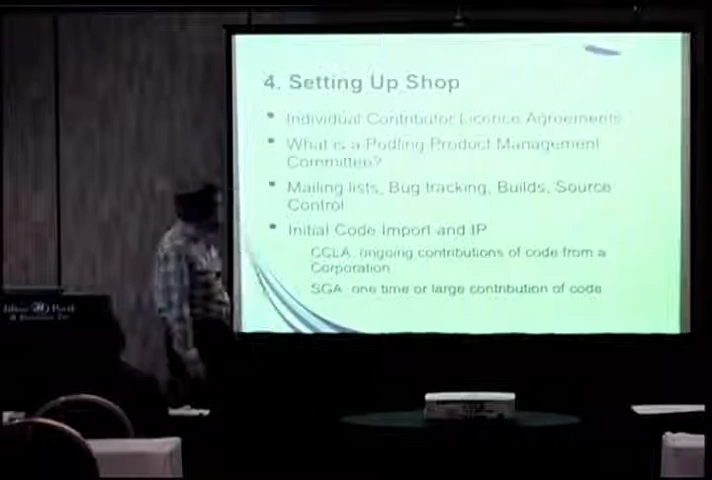 4. Setting Up Shop
Individual Contributor Licence Agreements
What is a Podling Product Management
Committee?
Mailing lists, Bug tracking, Builds, Source
Control
Initial Code Import and IP
CCLA: ongoing contributions of code from a
Corporation
SGA: one time or large contribution of code